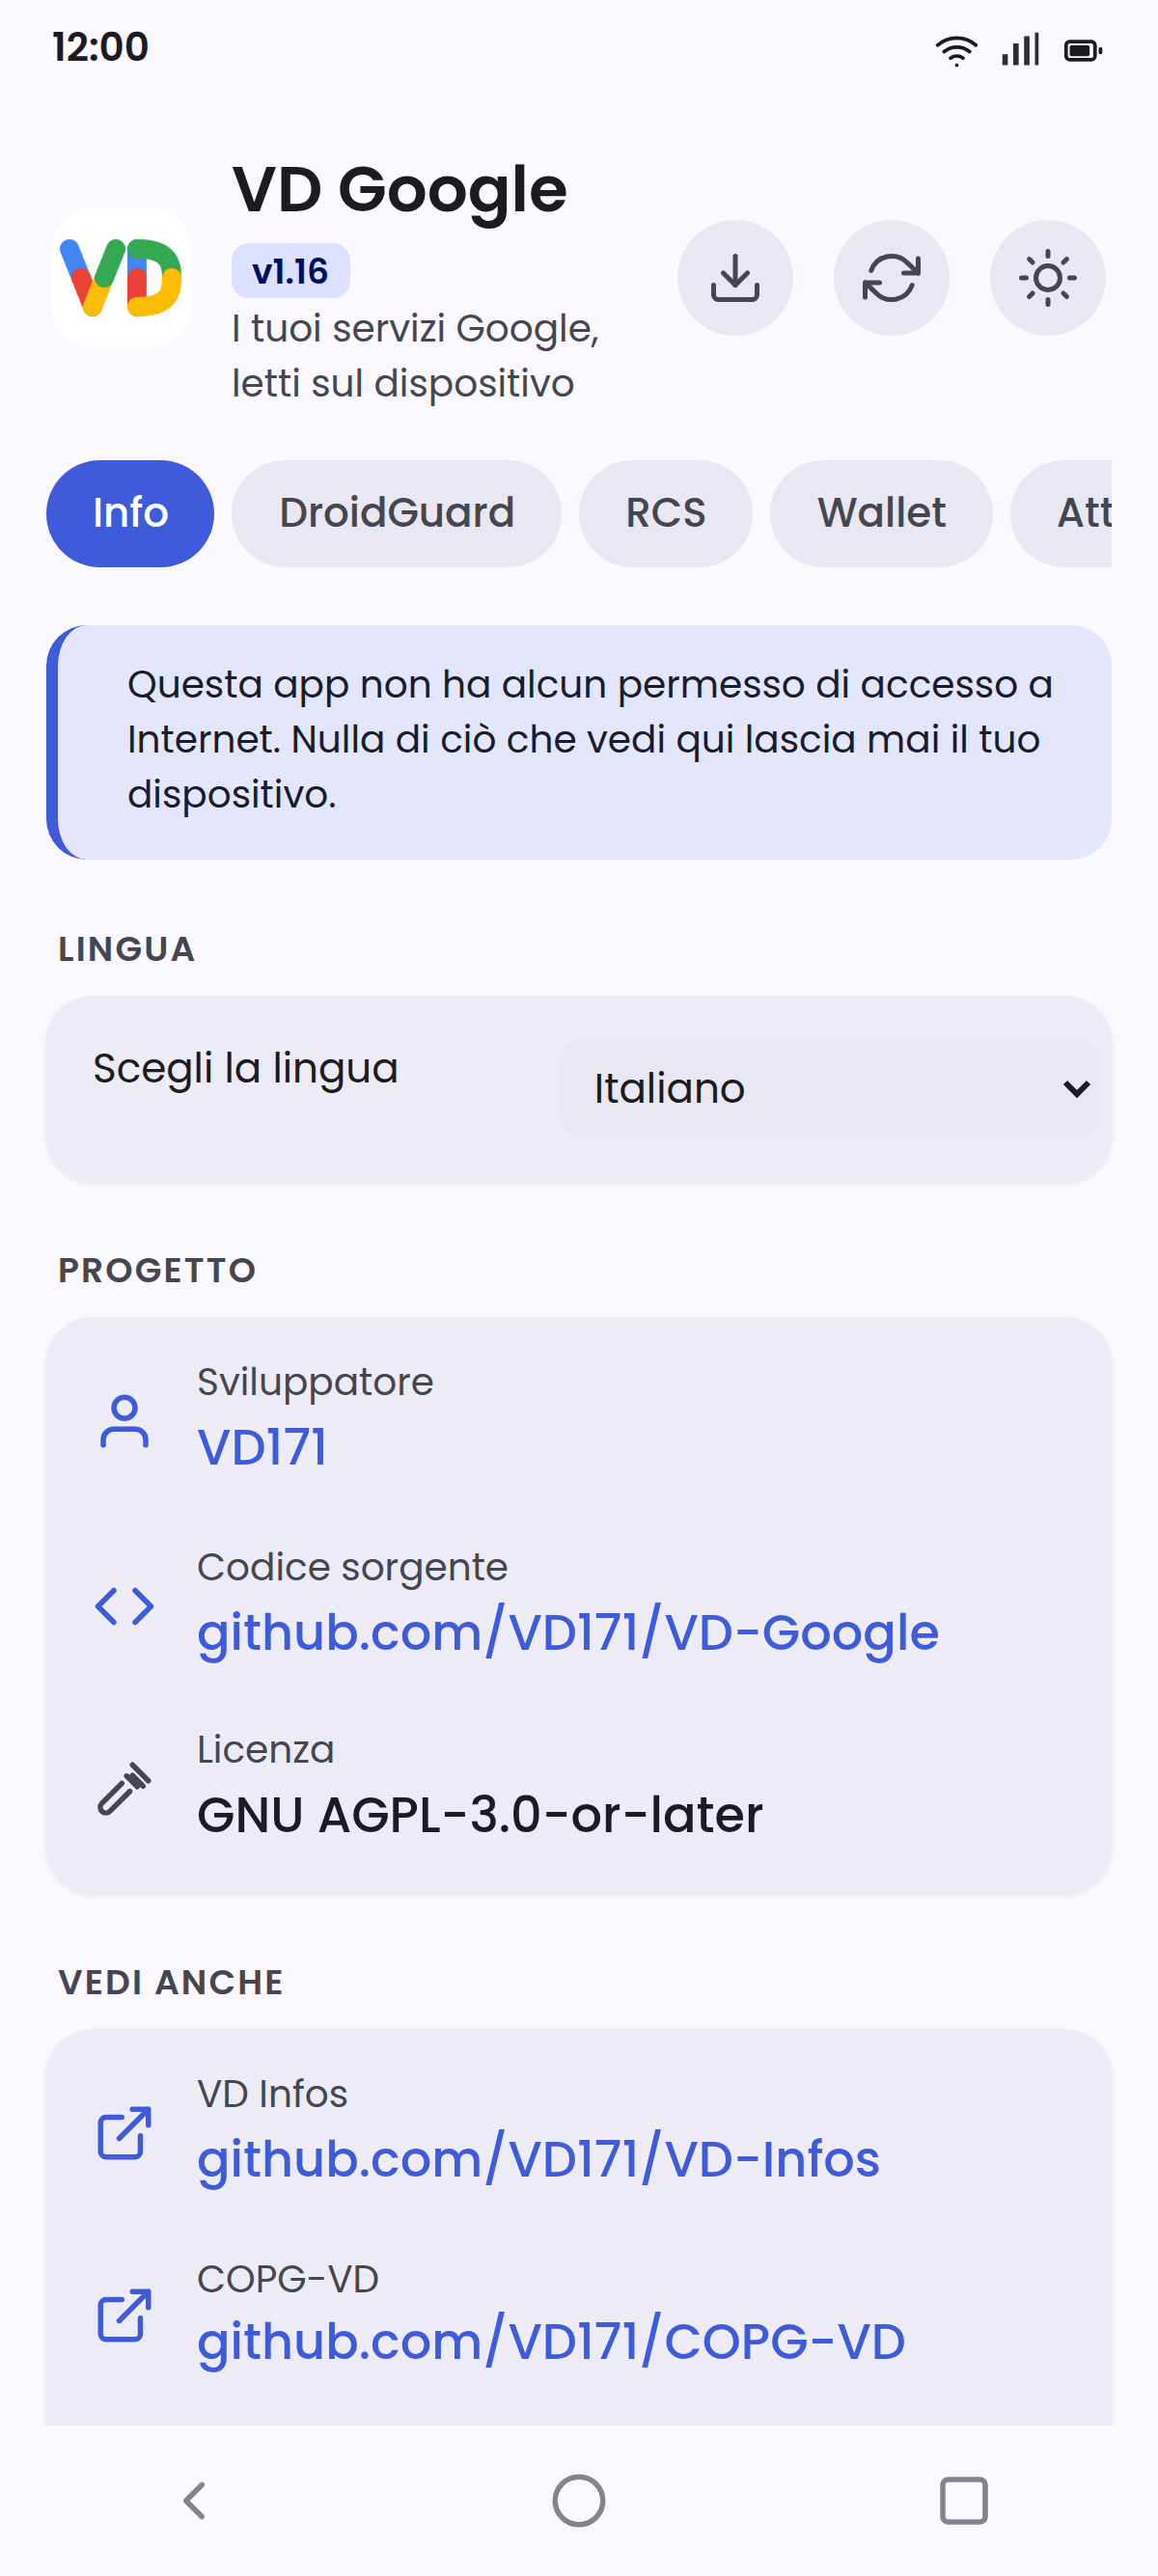 12:00
VD
VD Google
v1.16
I tuoi servizi Google,
letti sul dispositivo
Info
DroidGuard
RCS
Wallet
Att
Questa app non ha alcun permesso di accesso a
Internet. Nulla di ciò che vedi qui lascia mai il tuo
dispositivo.
LINGUA
Scegli la lingua
Italiano
PROGETTO
Sviluppatore
VD171
Codice sorgente
github.com/VD171/VD-Google
Licenza
GNU AGPL-3.0-or-later
VEDI ANCHE
VD Infos
github.com/VD171/VD-Infos
COPG-VD
github.com/VD171/COPG-VD